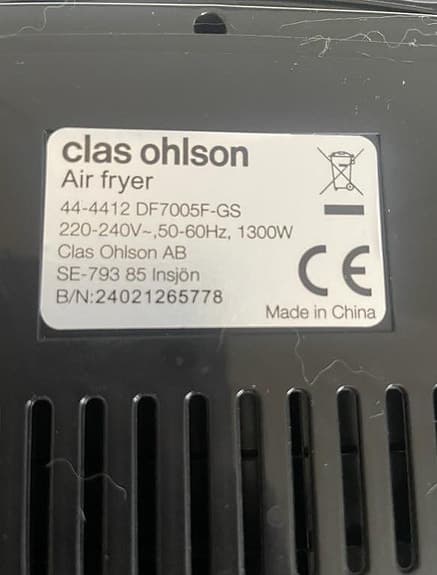 clas ohlson
Air fryer
44-4412 DF7005F-GS
220-240V~,50-60Hz, 1300W
Clas Ohlson AB
SE-793 85 Insjön
B/N:24021265778
CE
Made in China